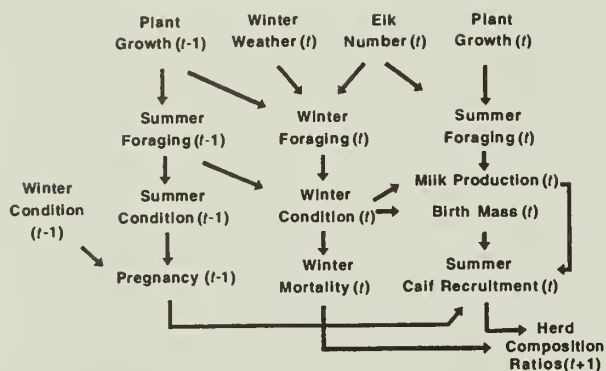 Plant
Growth (t-1)
Winter
Weather (t)
Elk
Number (t)
Plant
Growth (t)
Summer
Foraging (t-1)
Winter
Foraging (t)
Summer
Foraging (t)
Winter
Condition
(t-1)
Summer
Condition (t-1)
Winter
Condition (t)
Milk Production (t)
Birth Mass (t)
Pregnancy (t-1)
Winter
Mortality (t)
Summer
Calf Recruitment (t)
Herd
Composition
Ratios (t+1)